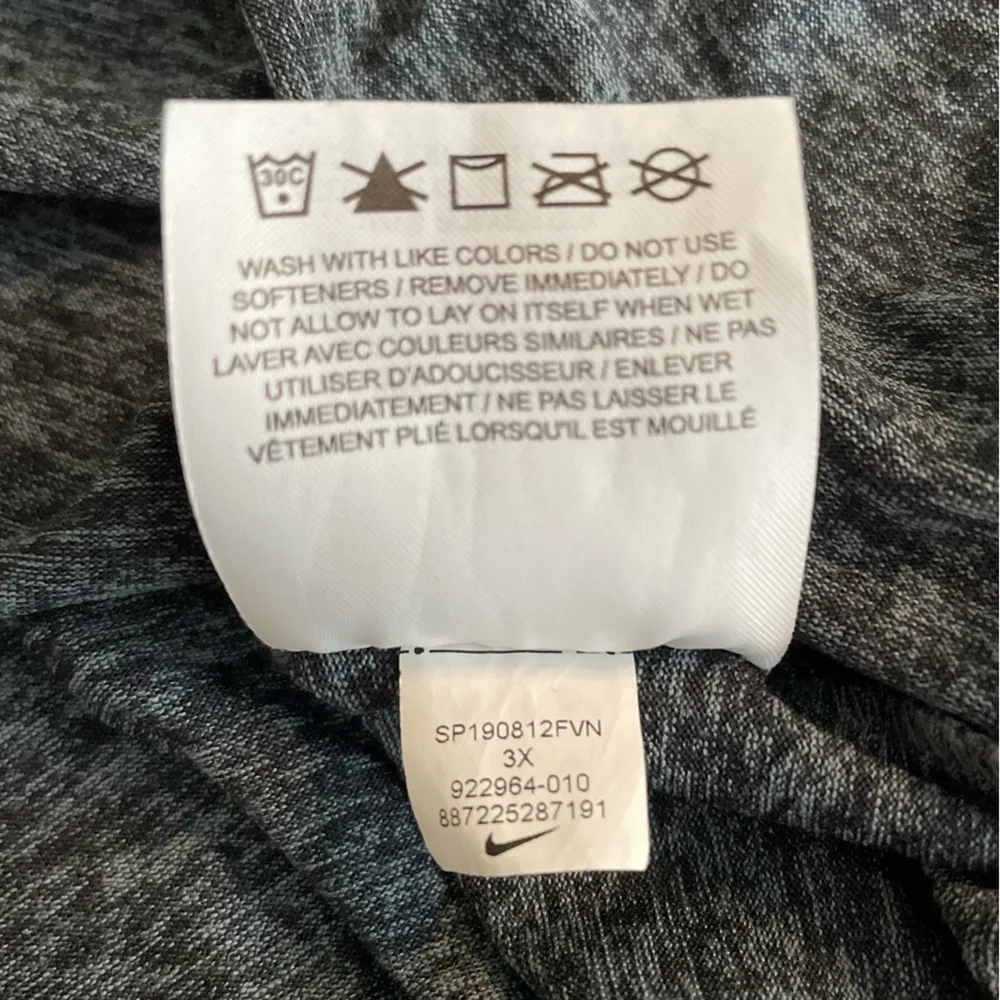 30C
WASH WITH LIKE COLORS / DO NOT USE
SOFTENERS / REMOVE IMMEDIATELY / DO
NOT ALLOW TO LAY ON ITSELF WHEN WET
LAVER AVEC COULEURS SIMILAIRES / NE PAS
UTILISER D'ADOUCISSEUR / ENLEVER
IMMEDIATEMENT / NE PAS LAISSER LE
VÊTEMENT PLIÉ LORSQU'IL EST MOUILLÉ
SP190812FVN
3X
922964-010
887225287191